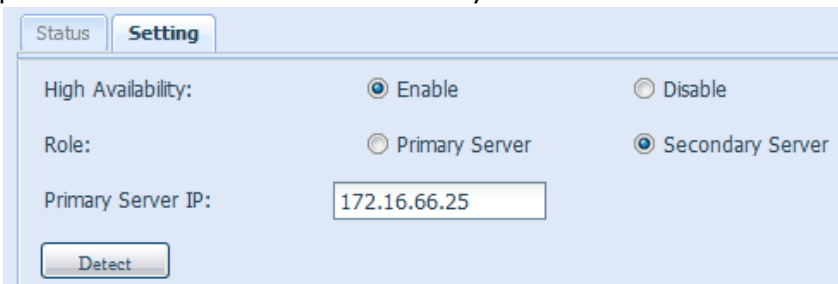 Status Setting
High Availability: Enable Disable
Role: Primary Server Secondary Server
Primary Server IP: 172.16.66.25
Detect